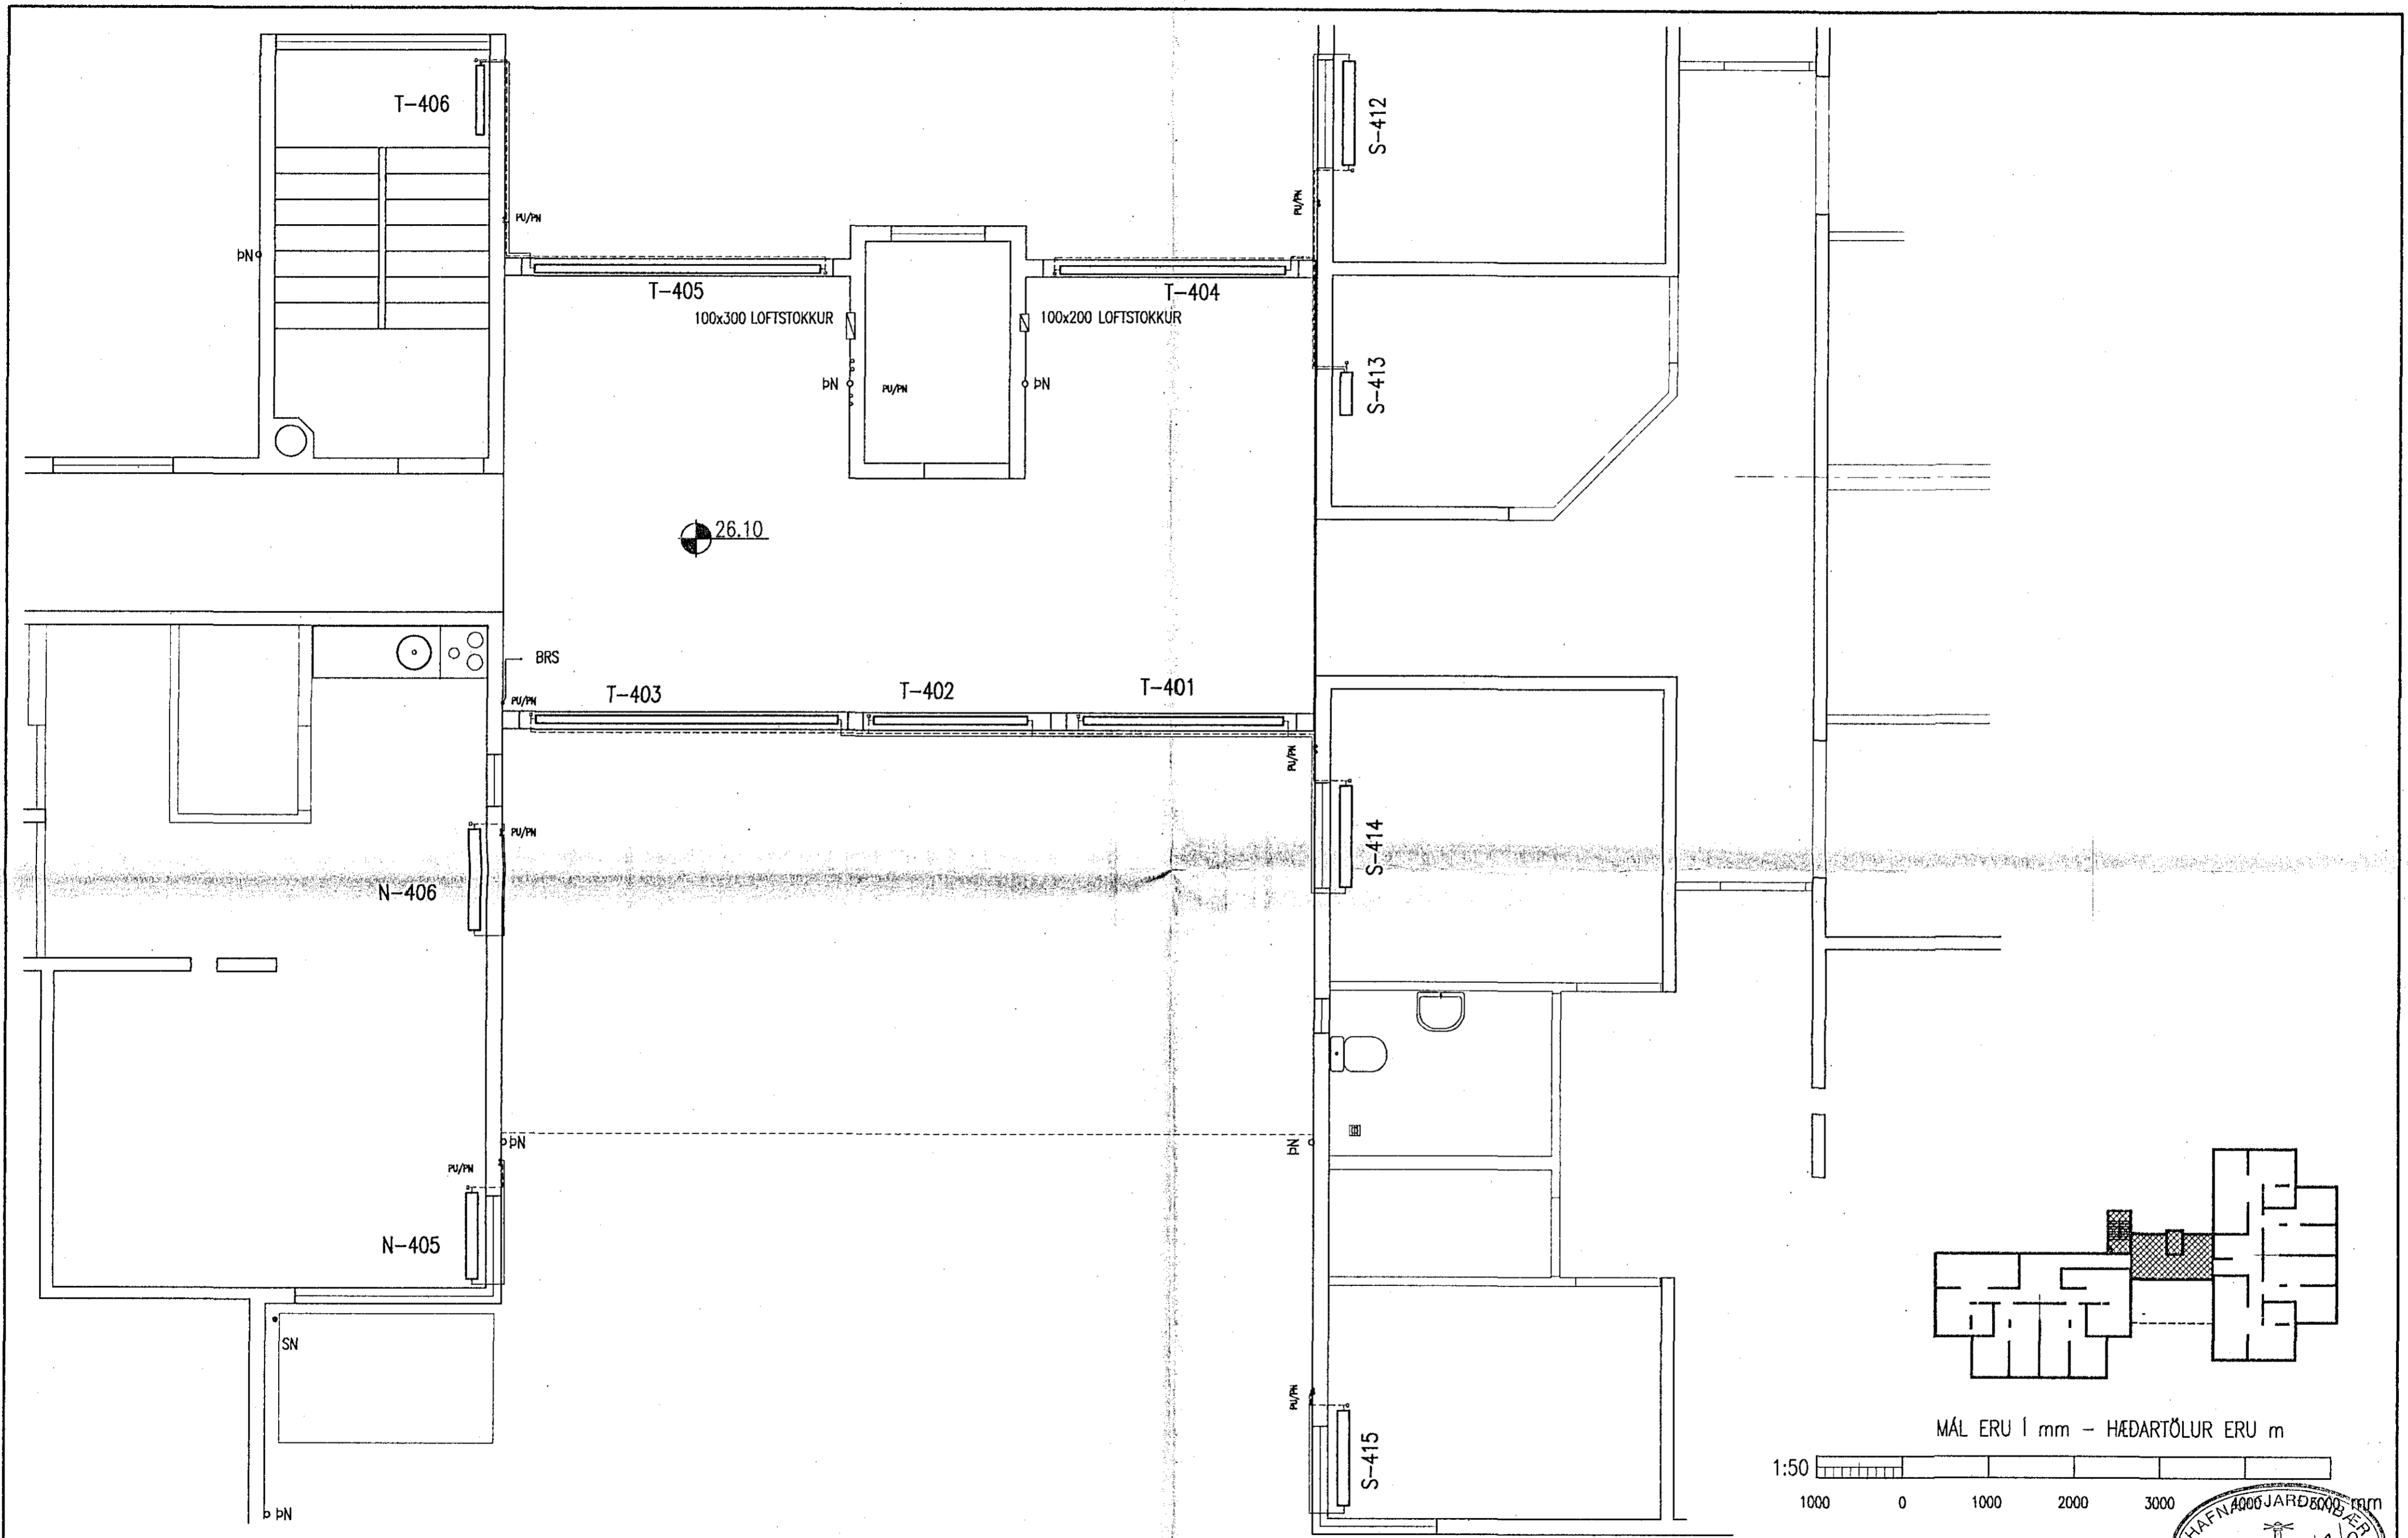 T-406
S-412
PU/PN
PU/PN
ÞN
T-405
T-404
100x300 LOFTSTOKKUR
100x200 LOFTSTOKKUR
S-413
ÞN
PU/PN
ÞN
26.10
BRS
PU/PN
T-403
T-402
T-401
PU/PN
PU/PN
S-414
N-406
ÞN
ÞN
PU/PN
N-405
SN
PU/PN
S-415
ÞN
MÁL ERU Í mm - HÆÐARTÖLUR ERU m
1:50
1000 0 1000 2000 3000 4000 5000 mm
HAFNARFJARÐARBÆR